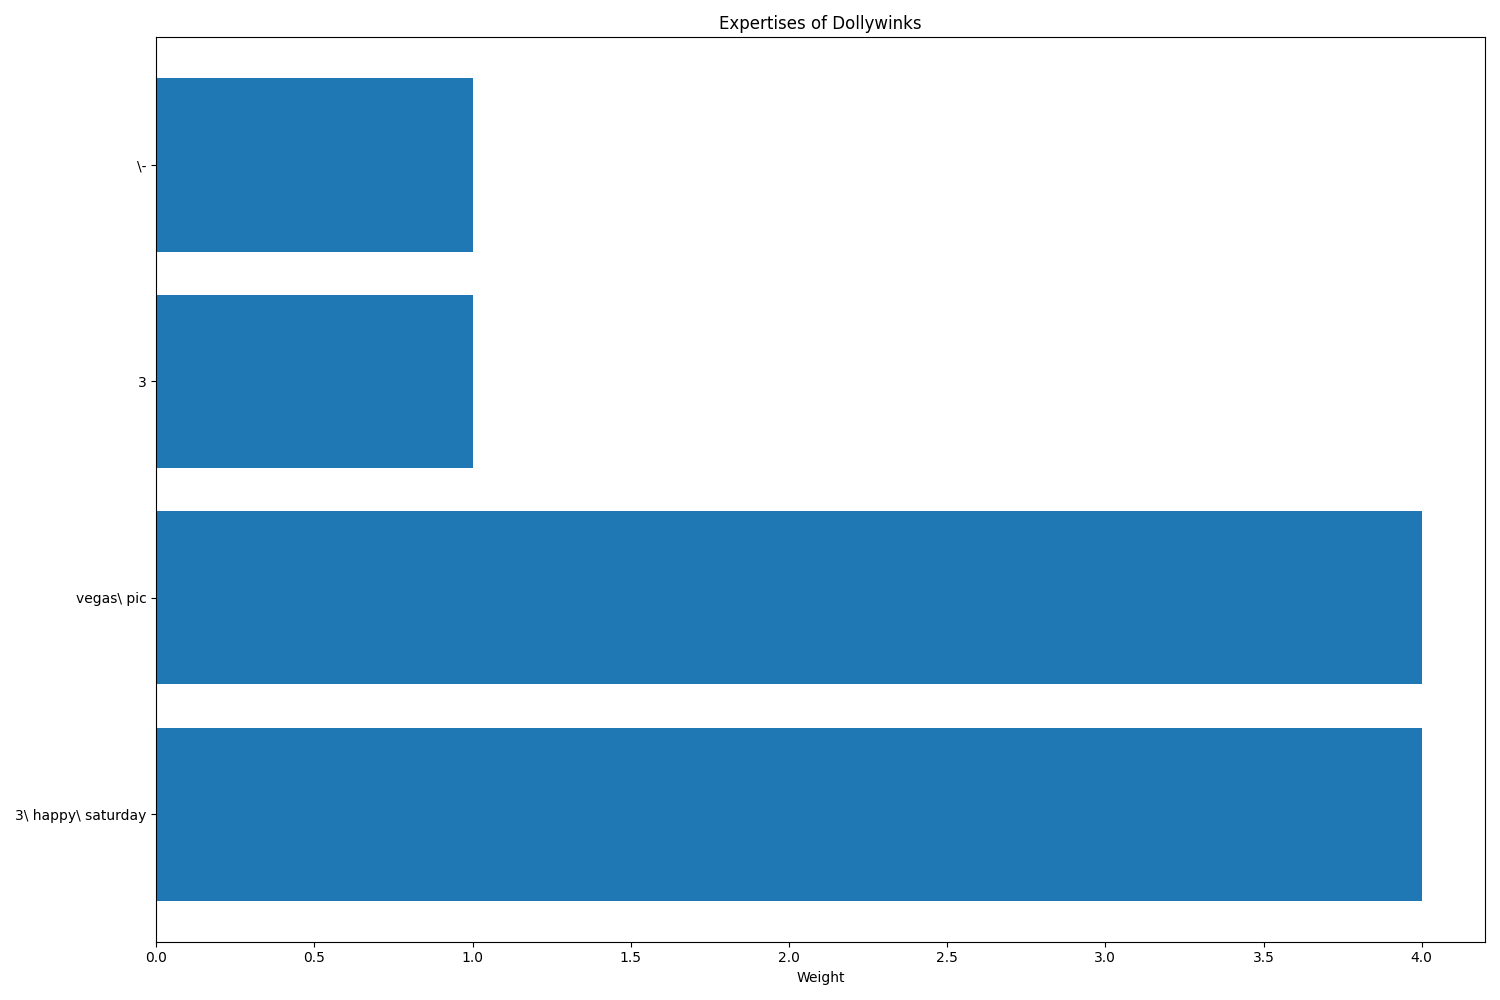 Expertises of Dollywinks
\-
3
vegas\ pic
3\ happy\ saturday
0.0 0.5 1.0 1.5 2.0 2.5 3.0 3.5 4.0
Weight